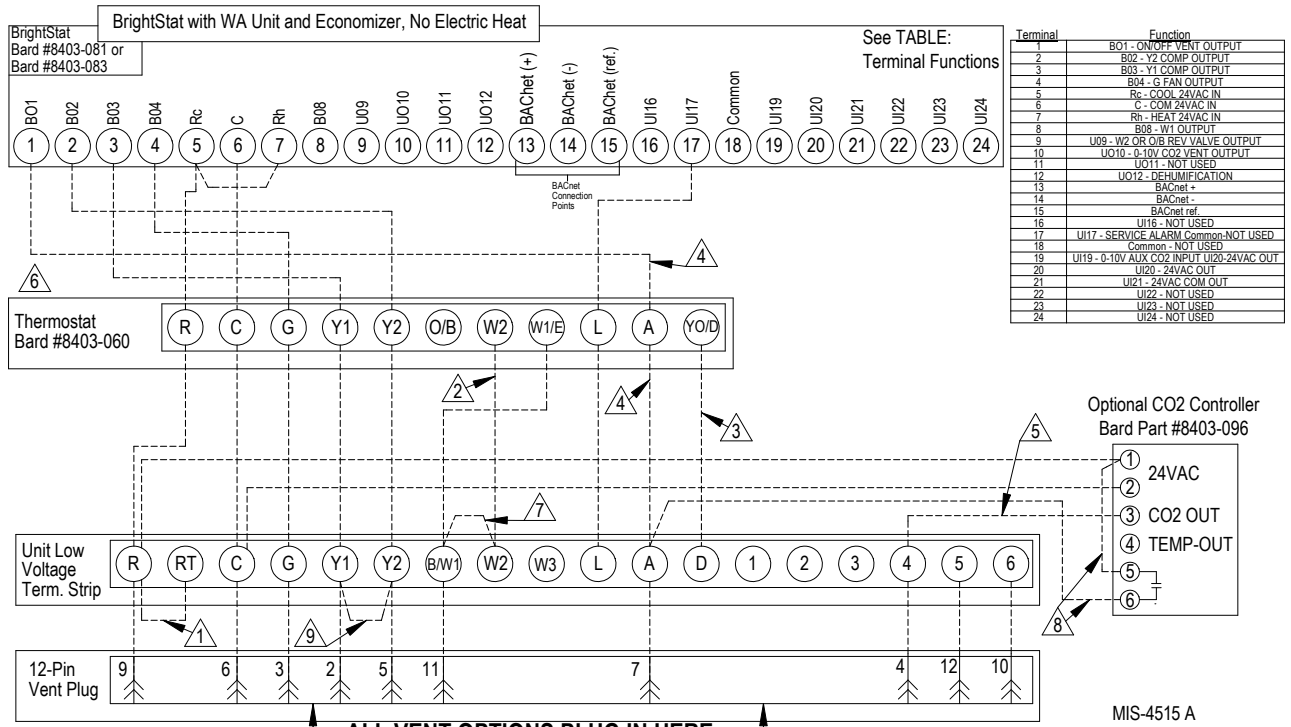 BrightStat with WA Unit and Economizer, No Electric Heat
BrightStat
Bard #8403-081 or
Bard #8403-083
See TABLE:
Terminal Functions
BO1 B02 B03 B04 Rc C Rh B08 U09 UO10 UO11 UO12 BAChet (+) BAChet (-) BAChet (ref.) UI16 UI17 Common UI19 UI20 UI21 UI22 UI23 UI24
1 2 3 4 5 6 7 8 9 10 11 12 13 14 15 16 17 18 19 20 21 22 23 24
BACnet
Connection
Points
Terminal Function
1 BO1 - ON/OFF VENT OUTPUT
2 B02 - Y2 COMP OUTPUT
3 B03 - Y1 COMP OUTPUT
4 B04 - G FAN OUTPUT
5 Rc - COOL 24VAC IN
6 C - COM 24VAC IN
7 Rh - HEAT 24VAC IN
8 B08 - W1 OUTPUT
9 U09 - W2 OR O/B REV VALVE OUTPUT
10 UO10 - 0-10V CO2 VENT OUTPUT
11 UO11 - NOT USED
12 UO12 - DEHUMIFICATION
13 BACnet +
14 BACnet -
15 BACnet ref.
16 UI16 - NOT USED
17 UI17 - SERVICE ALARM Common-NOT USED
18 Common - NOT USED
19 UI19 - 0-10V AUX CO2 INPUT UI20-24VAC OUT
20 UI20 - 24VAC OUT
21 UI21 - 24VAC COM OUT
22 UI22 - NOT USED
23 UI23 - NOT USED
24 UI24 - NOT USED
4
6
Thermostat
Bard #8403-060
R C G Y1 Y2 O/B W2 W1/E L A YO/D
2
4
3
5
7
Optional CO2 Controller
Bard Part #8403-096
1 24VAC
2
3 CO2 OUT
4 TEMP-OUT
5
6
8
Unit Low
Voltage
Term. Strip
R RT C G Y1 Y2 B/W1 W2 W3 L A D 1 2 3 4 5 6
1
9
12-Pin
Vent Plug
9 6 3 2 5 11 7 4 12 10
ALL VENT OPTIONS PLUG IN HERE
MIS-4515 A